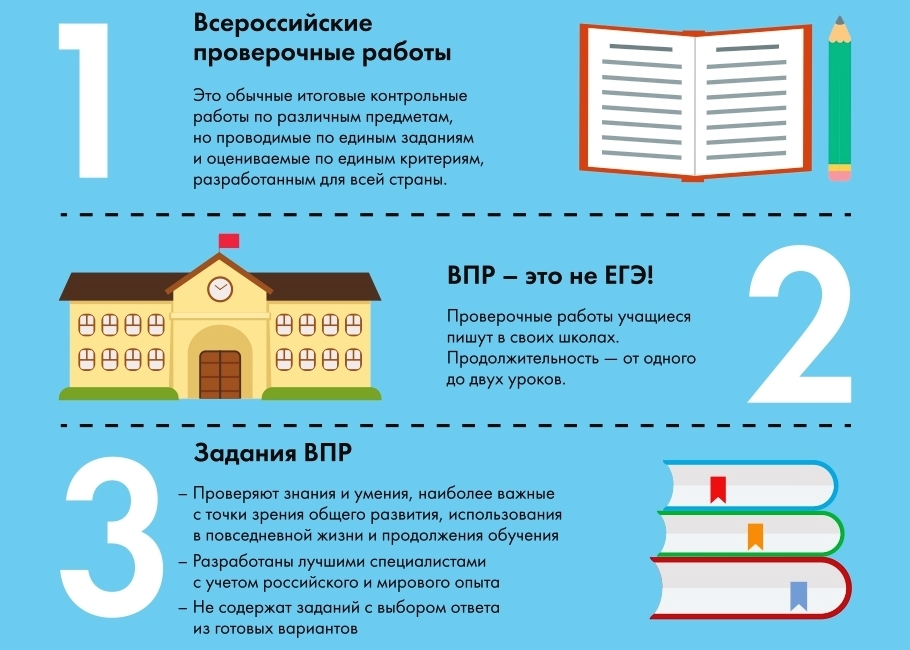 1
Всероссийские
проверочные работы
Это обычные итоговые контрольные
работы по различным предметам,
но проводимые по единым заданиям
и оцениваемые по единым критериям,
разработанным для всей страны.
2
ВПР – это не ЕГЭ!
Проверочные работы учащиеся
пишут в своих школах.
Продолжительность — от одного
до двух уроков.
3
Задания ВПР
– Проверяют знания и умения, наиболее важные
с точки зрения общего развития, использования
в повседневной жизни и продолжения обучения
– Разработаны лучшими специалистами
с учетом российского и мирового опыта
– Не содержат заданий с выбором ответа
из готовых вариантов